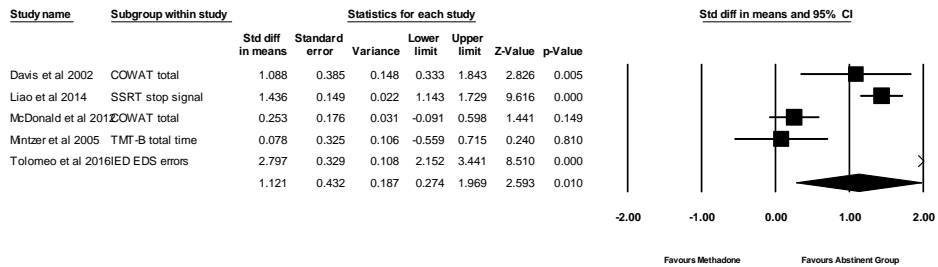 Study name Subgroup within study Statistics for each study Std diff in means and 95% CI
Std diff Standard Lower Upper
in means error Variance limit limit Z-Value p-Value
Davis et al 2002 COWAT total 1.088 0.385 0.148 0.333 1.843 2.826 0.005
Liao et al 2014 SSRT stop signal 1.436 0.149 0.022 1.143 1.729 9.616 0.000
McDonald et al 2012 COWAT total 0.253 0.176 0.031 -0.091 0.598 1.441 0.149
Mintzer et al 2005 TMT-B total time 0.078 0.325 0.106 -0.559 0.715 0.240 0.810
Tolomeo et al 2016 IED EDS errors 2.797 0.329 0.108 2.152 3.441 8.510 0.000
1.121 0.432 0.187 0.274 1.969 2.593 0.010
-2.00 -1.00 0.00 1.00 2.00
Favours Methadone Favours Abstinent Group